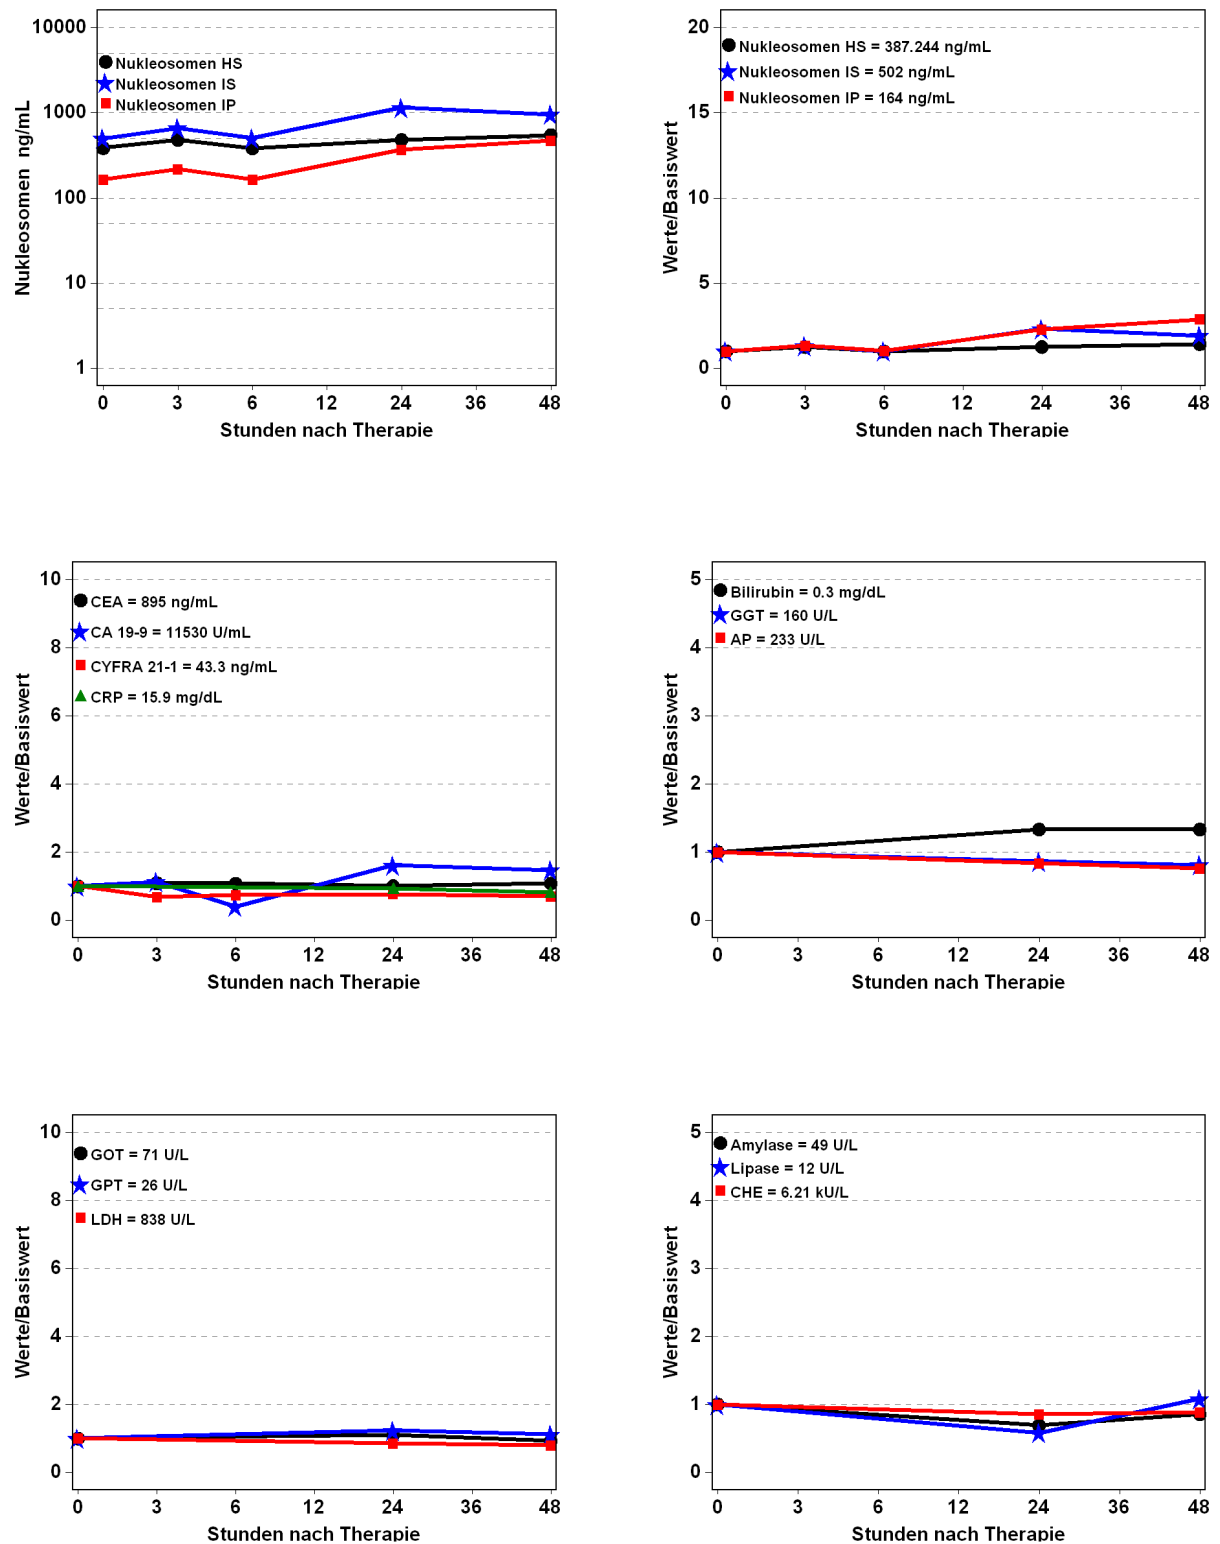 10000
1000
100
10
1
Nukleosomen ng/mL
Nukleosomen HS
Nukleosomen IS
Nukleosomen IP
0 3 6 12 24 36 48
Stunden nach Therapie
20
15
10
5
0
Werte/Basiswert
Nukleosomen HS = 387.244 ng/mL
Nukleosomen IS = 502 ng/mL
Nukleosomen IP = 164 ng/mL
0 3 6 12 24 36 48
Stunden nach Therapie
10
8
6
4
2
0
Werte/Basiswert
CEA = 895 ng/mL
CA 19-9 = 11530 U/mL
CYFRA 21-1 = 43.3 ng/mL
CRP = 15.9 mg/dL
0 3 6 12 24 36 48
Stunden nach Therapie
5
4
3
2
1
0
Werte/Basiswert
Bilirubin = 0.3 mg/dL
GGT = 160 U/L
AP = 233 U/L
0 3 6 12 24 36 48
Stunden nach Therapie
10
8
6
4
2
0
Werte/Basiswert
GOT = 71 U/L
GPT = 26 U/L
LDH = 838 U/L
0 3 6 12 24 36 48
Stunden nach Therapie
5
4
3
2
1
0
Werte/Basiswert
Amylase = 49 U/L
Lipase = 12 U/L
CHE = 6.21 kU/L
0 3 6 12 24 36 48
Stunden nach Therapie